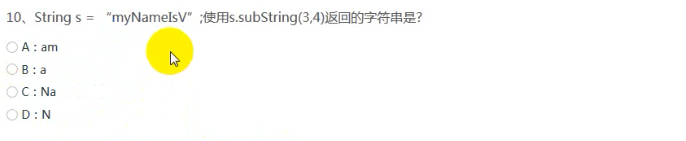 10、String s = “myNameIsV”;使用s.subString(3,4)返回的字符串是?
A : am
B : a
C : Na
D : N